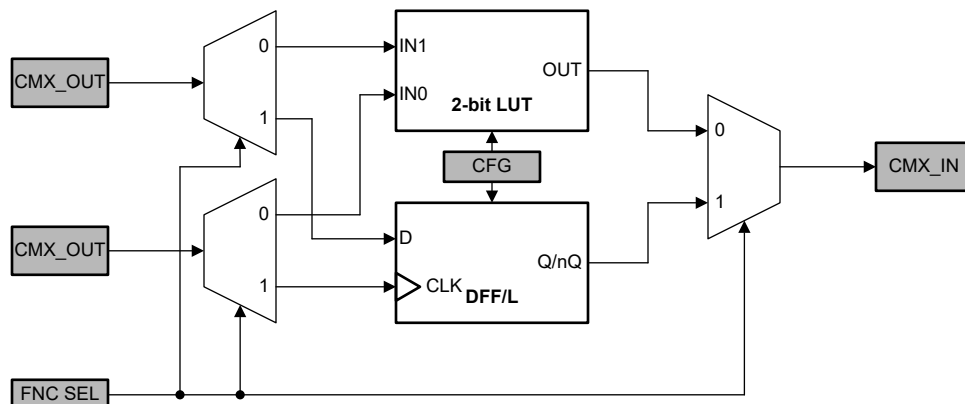 CMX_OUT
0
1
IN1
IN0
OUT
2-bit LUT
CFG
0
1
CMX_IN
CMX_OUT
0
1
D
CLK
Q/nQ
DFF/L
FNC SEL